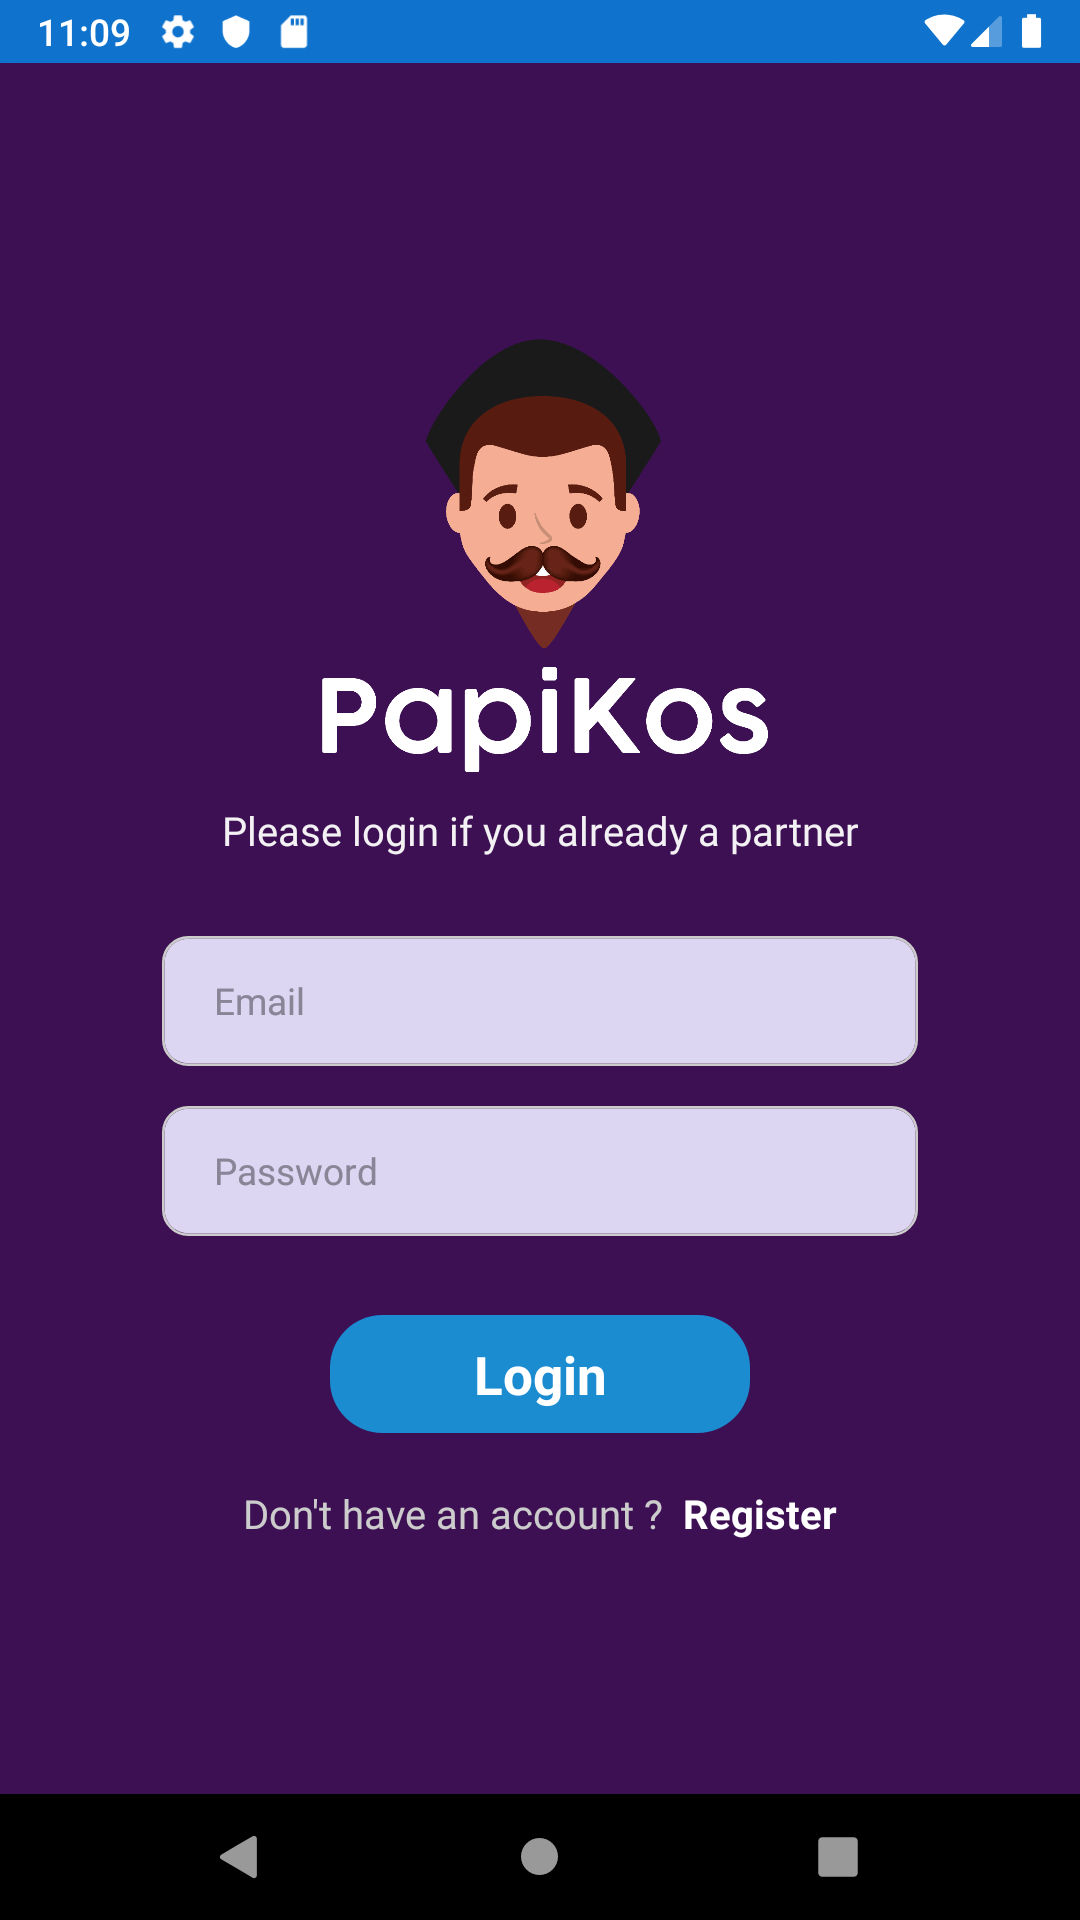 11:09
PapiKos
Please login if you already a partner
Email
Password
Login
Don't have an account ? Register